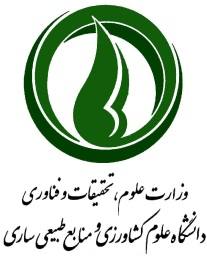 وزارت علوم، تحقیقات و فناوری
دانشگاه علوم کشاورزی و منابع طبیعی ساری